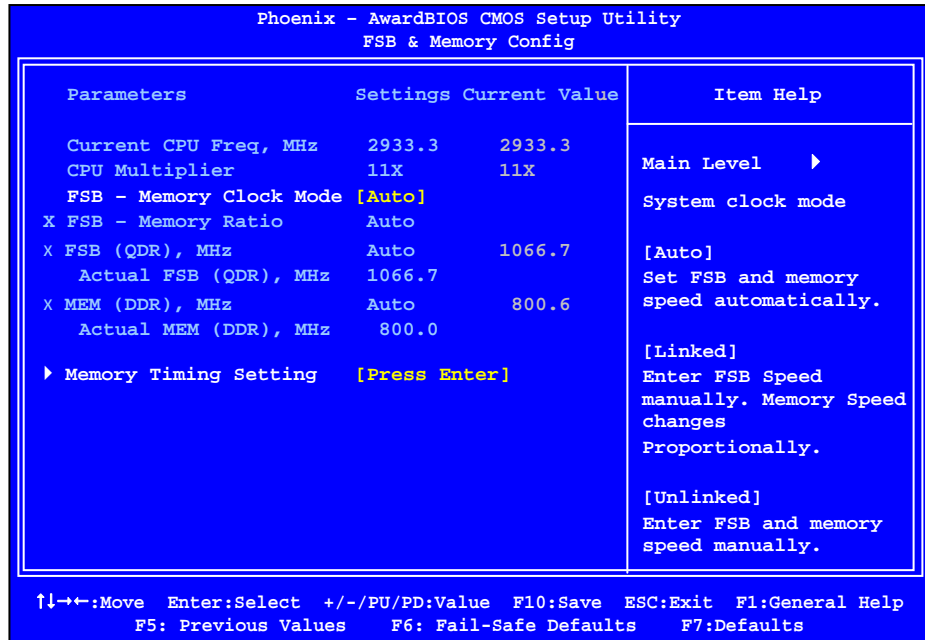 Phoenix – AwardBIOS CMOS Setup Utility
FSB & Memory Config
Parameters Settings Current Value
Current CPU Freq, MHz 2933.3 2933.3
CPU Multiplier 11X 11X
FSB – Memory Clock Mode [Auto]
X FSB – Memory Ratio Auto
X FSB (QDR), MHz Auto 1066.7
Actual FSB (QDR), MHz 1066.7
X MEM (DDR), MHz Auto 800.6
Actual MEM (DDR), MHz 800.0
Memory Timing Setting [Press Enter]
Item Help
Main Level
System clock mode
[Auto]
Set FSB and memory
speed automatically.
[Linked]
Enter FSB Speed
manually. Memory Speed
changes
Proportionally.
[Unlinked]
Enter FSB and memory
speed manually.
↑↓→←:Move Enter:Select +/-/PU/PD:Value F10:Save ESC:Exit F1:General Help
F5: Previous Values F6: Fail-Safe Defaults F7:Defaults